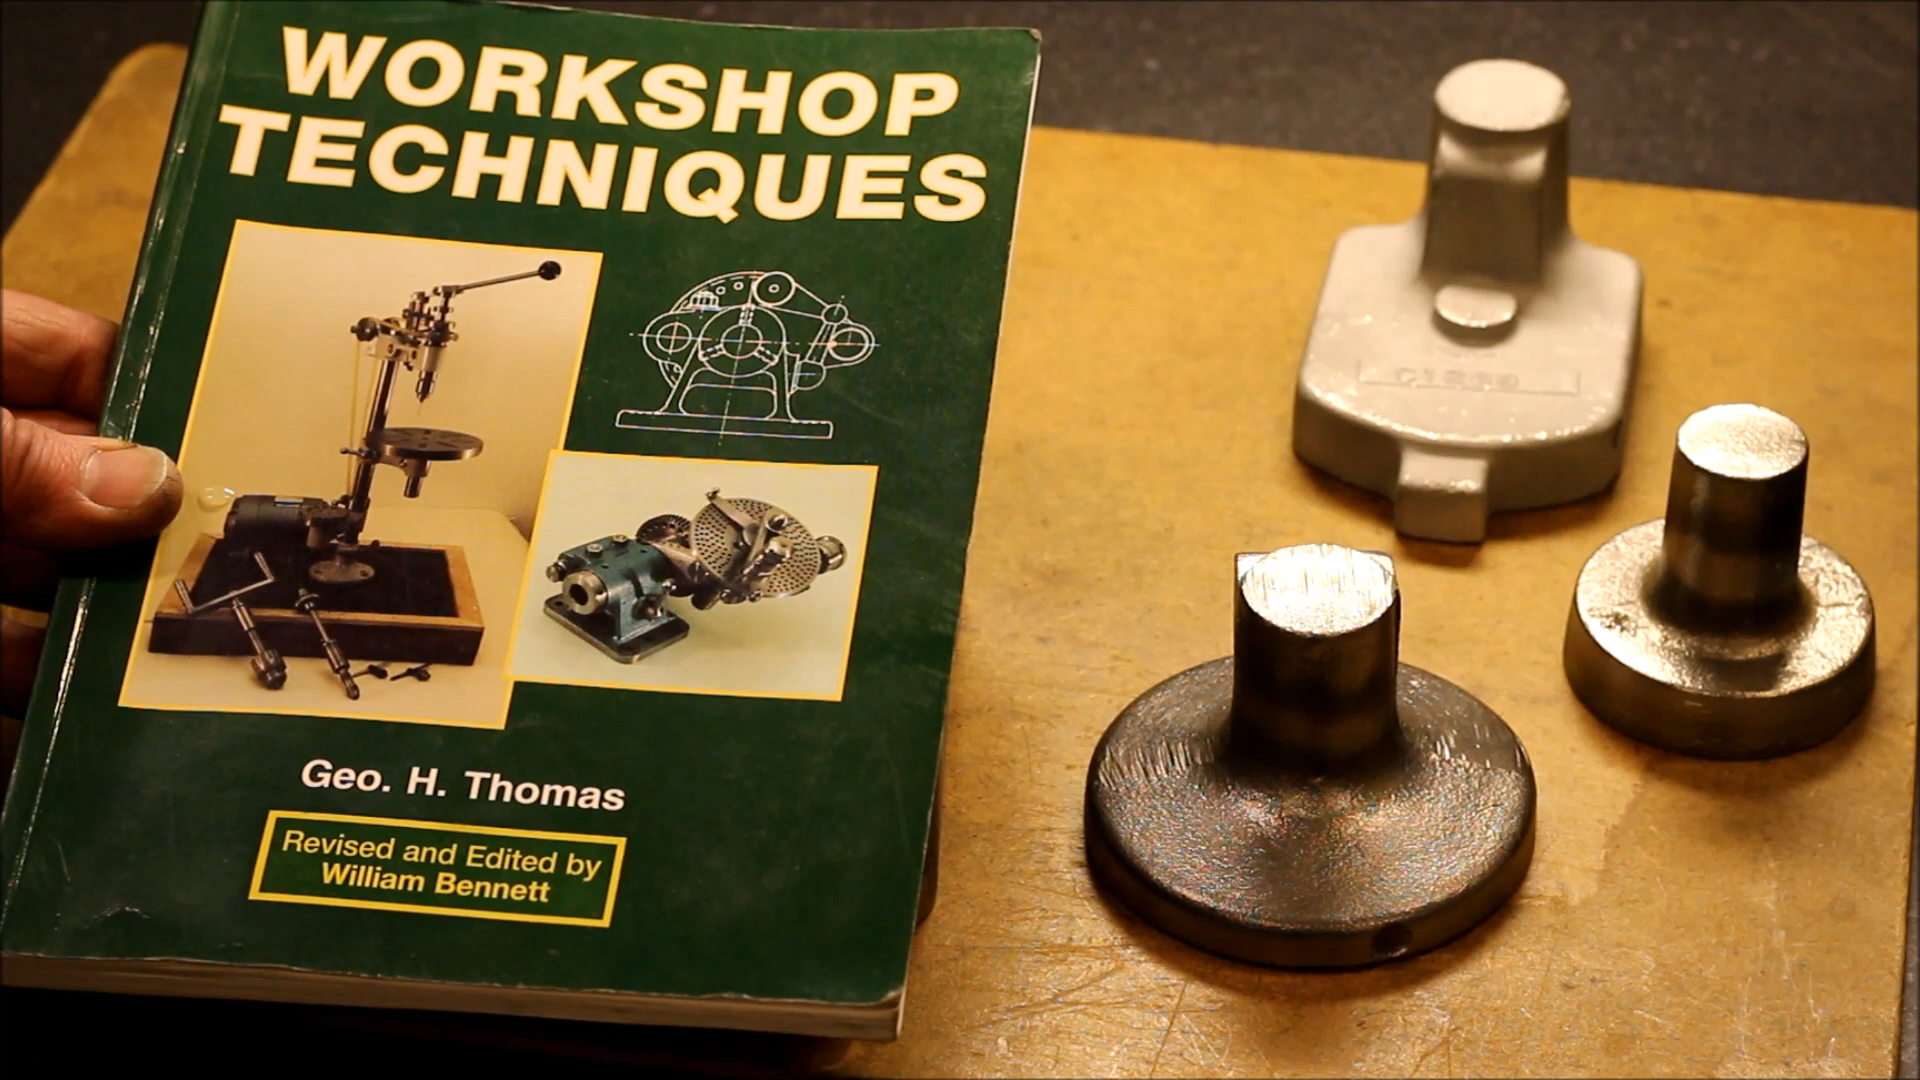 WORKSHOP
TECHNIQUES
Geo. H. Thomas
Revised and Edited by
William Bennett